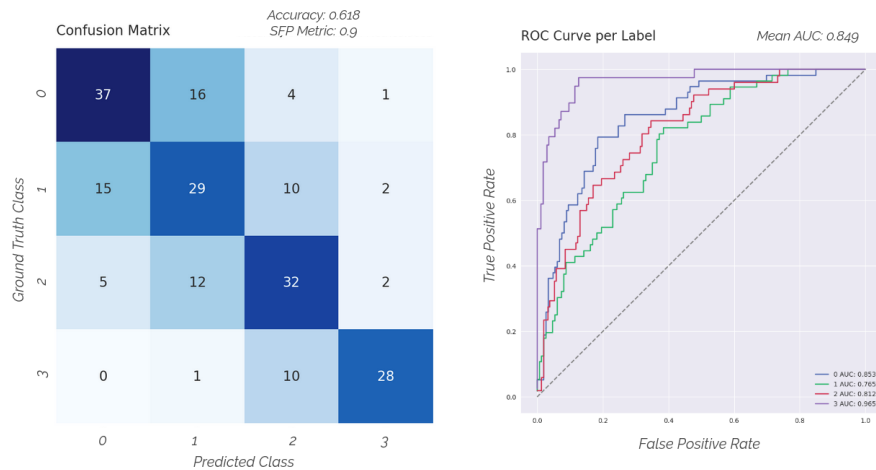 Accuracy: 0.618
SFP Metric: 0.9
Confusion Matrix
Ground Truth Class
0
37 16 4 1
1
15 29 10 2
2
5 12 32 2
3
0 1 10 28
0 1 2 3
Predicted Class
ROC Curve per Label
Mean AUC: 0.849
True Positive Rate
1.0
0.8
0.6
0.4
0.2
0.0
0 AUC: 0.853
1 AUC: 0.765
2 AUC: 0.812
3 AUC: 0.965
0.0 0.2 0.4 0.6 0.8 1.0
False Positive Rate